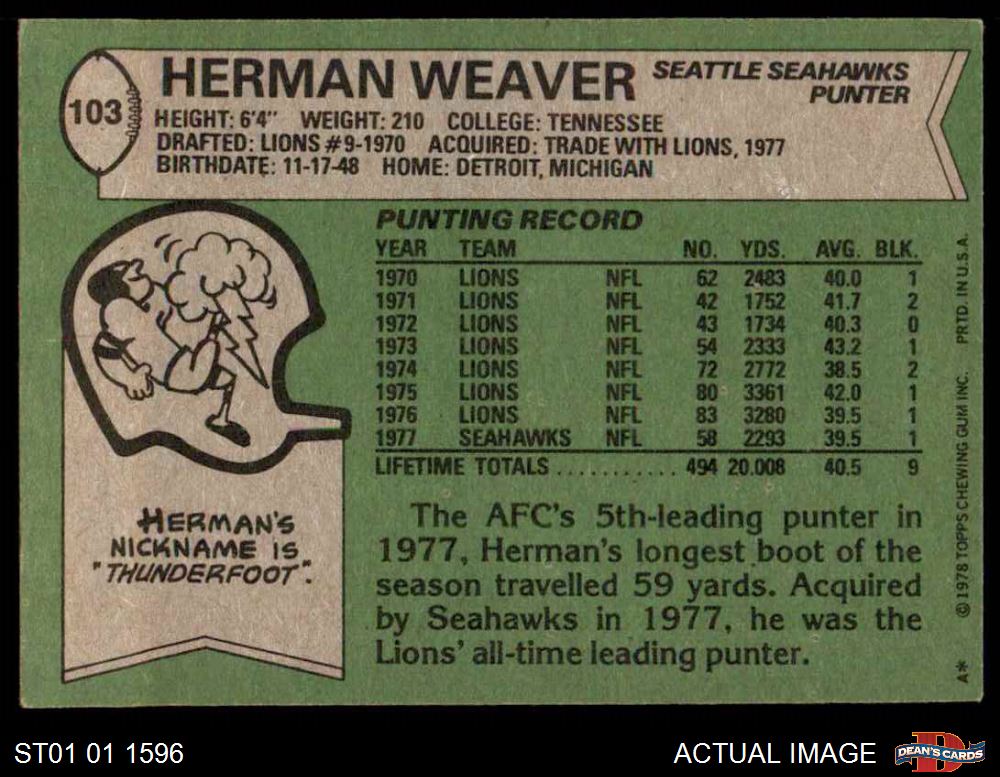 103
HERMAN WEAVER
SEATTLE SEAHAWKS
PUNTER
HEIGHT: 6'4" WEIGHT: 210 COLLEGE: TENNESSEE
DRAFTED: LIONS #9-1970 ACQUIRED: TRADE WITH LIONS, 1977
BIRTHDATE: 11-17-48 HOME: DETROIT, MICHIGAN
PUNTING RECORD
YEAR TEAM NO. YDS. AVG. BLK.
1970 LIONS NFL 62 2483 40.0 1
1971 LIONS NFL 42 1752 41.7 2
1972 LIONS NFL 43 1734 40.3 0
1973 LIONS NFL 54 2333 43.2 1
1974 LIONS NFL 72 2772 38.5 2
1975 LIONS NFL 80 3361 42.0 1
1976 LIONS NFL 83 3280 39.5 1
1977 SEAHAWKS NFL 58 2293 39.5 1
LIFETIME TOTALS ........... 494 20.008 40.5 9
HERMAN'S
NICKNAME IS
"THUNDERFOOT".
The AFC's 5th-leading punter in
1977, Herman's longest boot of the
season travelled 59 yards. Acquired
by Seahawks in 1977, he was the
Lions' all-time leading punter.
A* ©1978 TOPPS CHEWING GUM INC. PRTD. IN U.S.A.
ST01 01 1596
ACTUAL IMAGE
D
DEAN'S CARDS